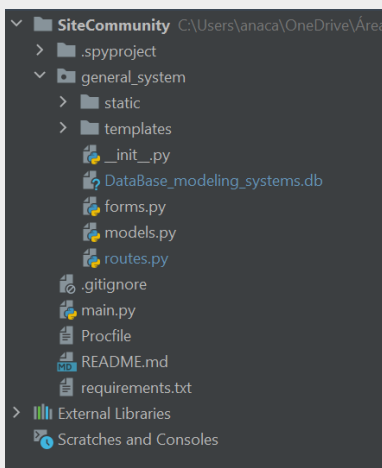 SiteCommunity C:\Users\anaca\OneDrive\Área
.spyproject
general_system
static
templates
__init__.py
DataBase_modeling_systems.db
forms.py
models.py
routes.py
.gitignore
main.py
Procfile
MD README.md
requirements.txt
External Libraries
Scratches and Consoles